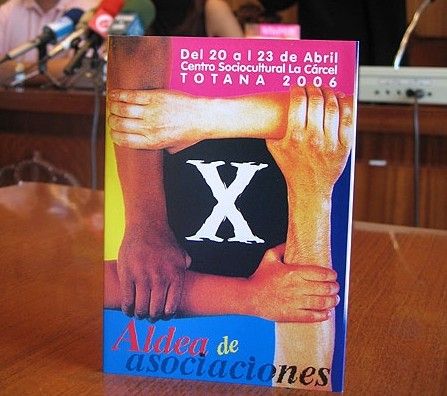 Del 20 al 23 de Abril
Centro Sociocultural La Cárcel
TOTANA 2006
X
Aldea de
asociaciones